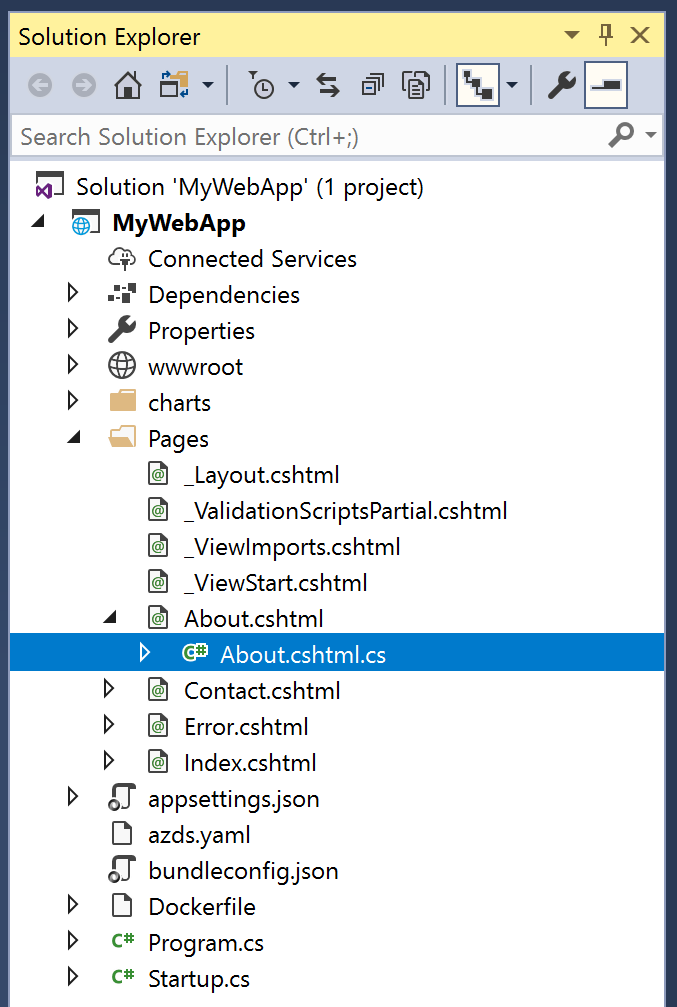 Solution Explorer
Search Solution Explorer (Ctrl+;)
Solution 'MyWebApp' (1 project)
MyWebApp
Connected Services
Dependencies
Properties
wwwroot
charts
Pages
_Layout.cshtml
_ValidationScriptsPartial.cshtml
_ViewImports.cshtml
_ViewStart.cshtml
About.cshtml
About.cshtml.cs
Contact.cshtml
Error.cshtml
Index.cshtml
appsettings.json
azds.yaml
bundleconfig.json
Dockerfile
C# Program.cs
C# Startup.cs